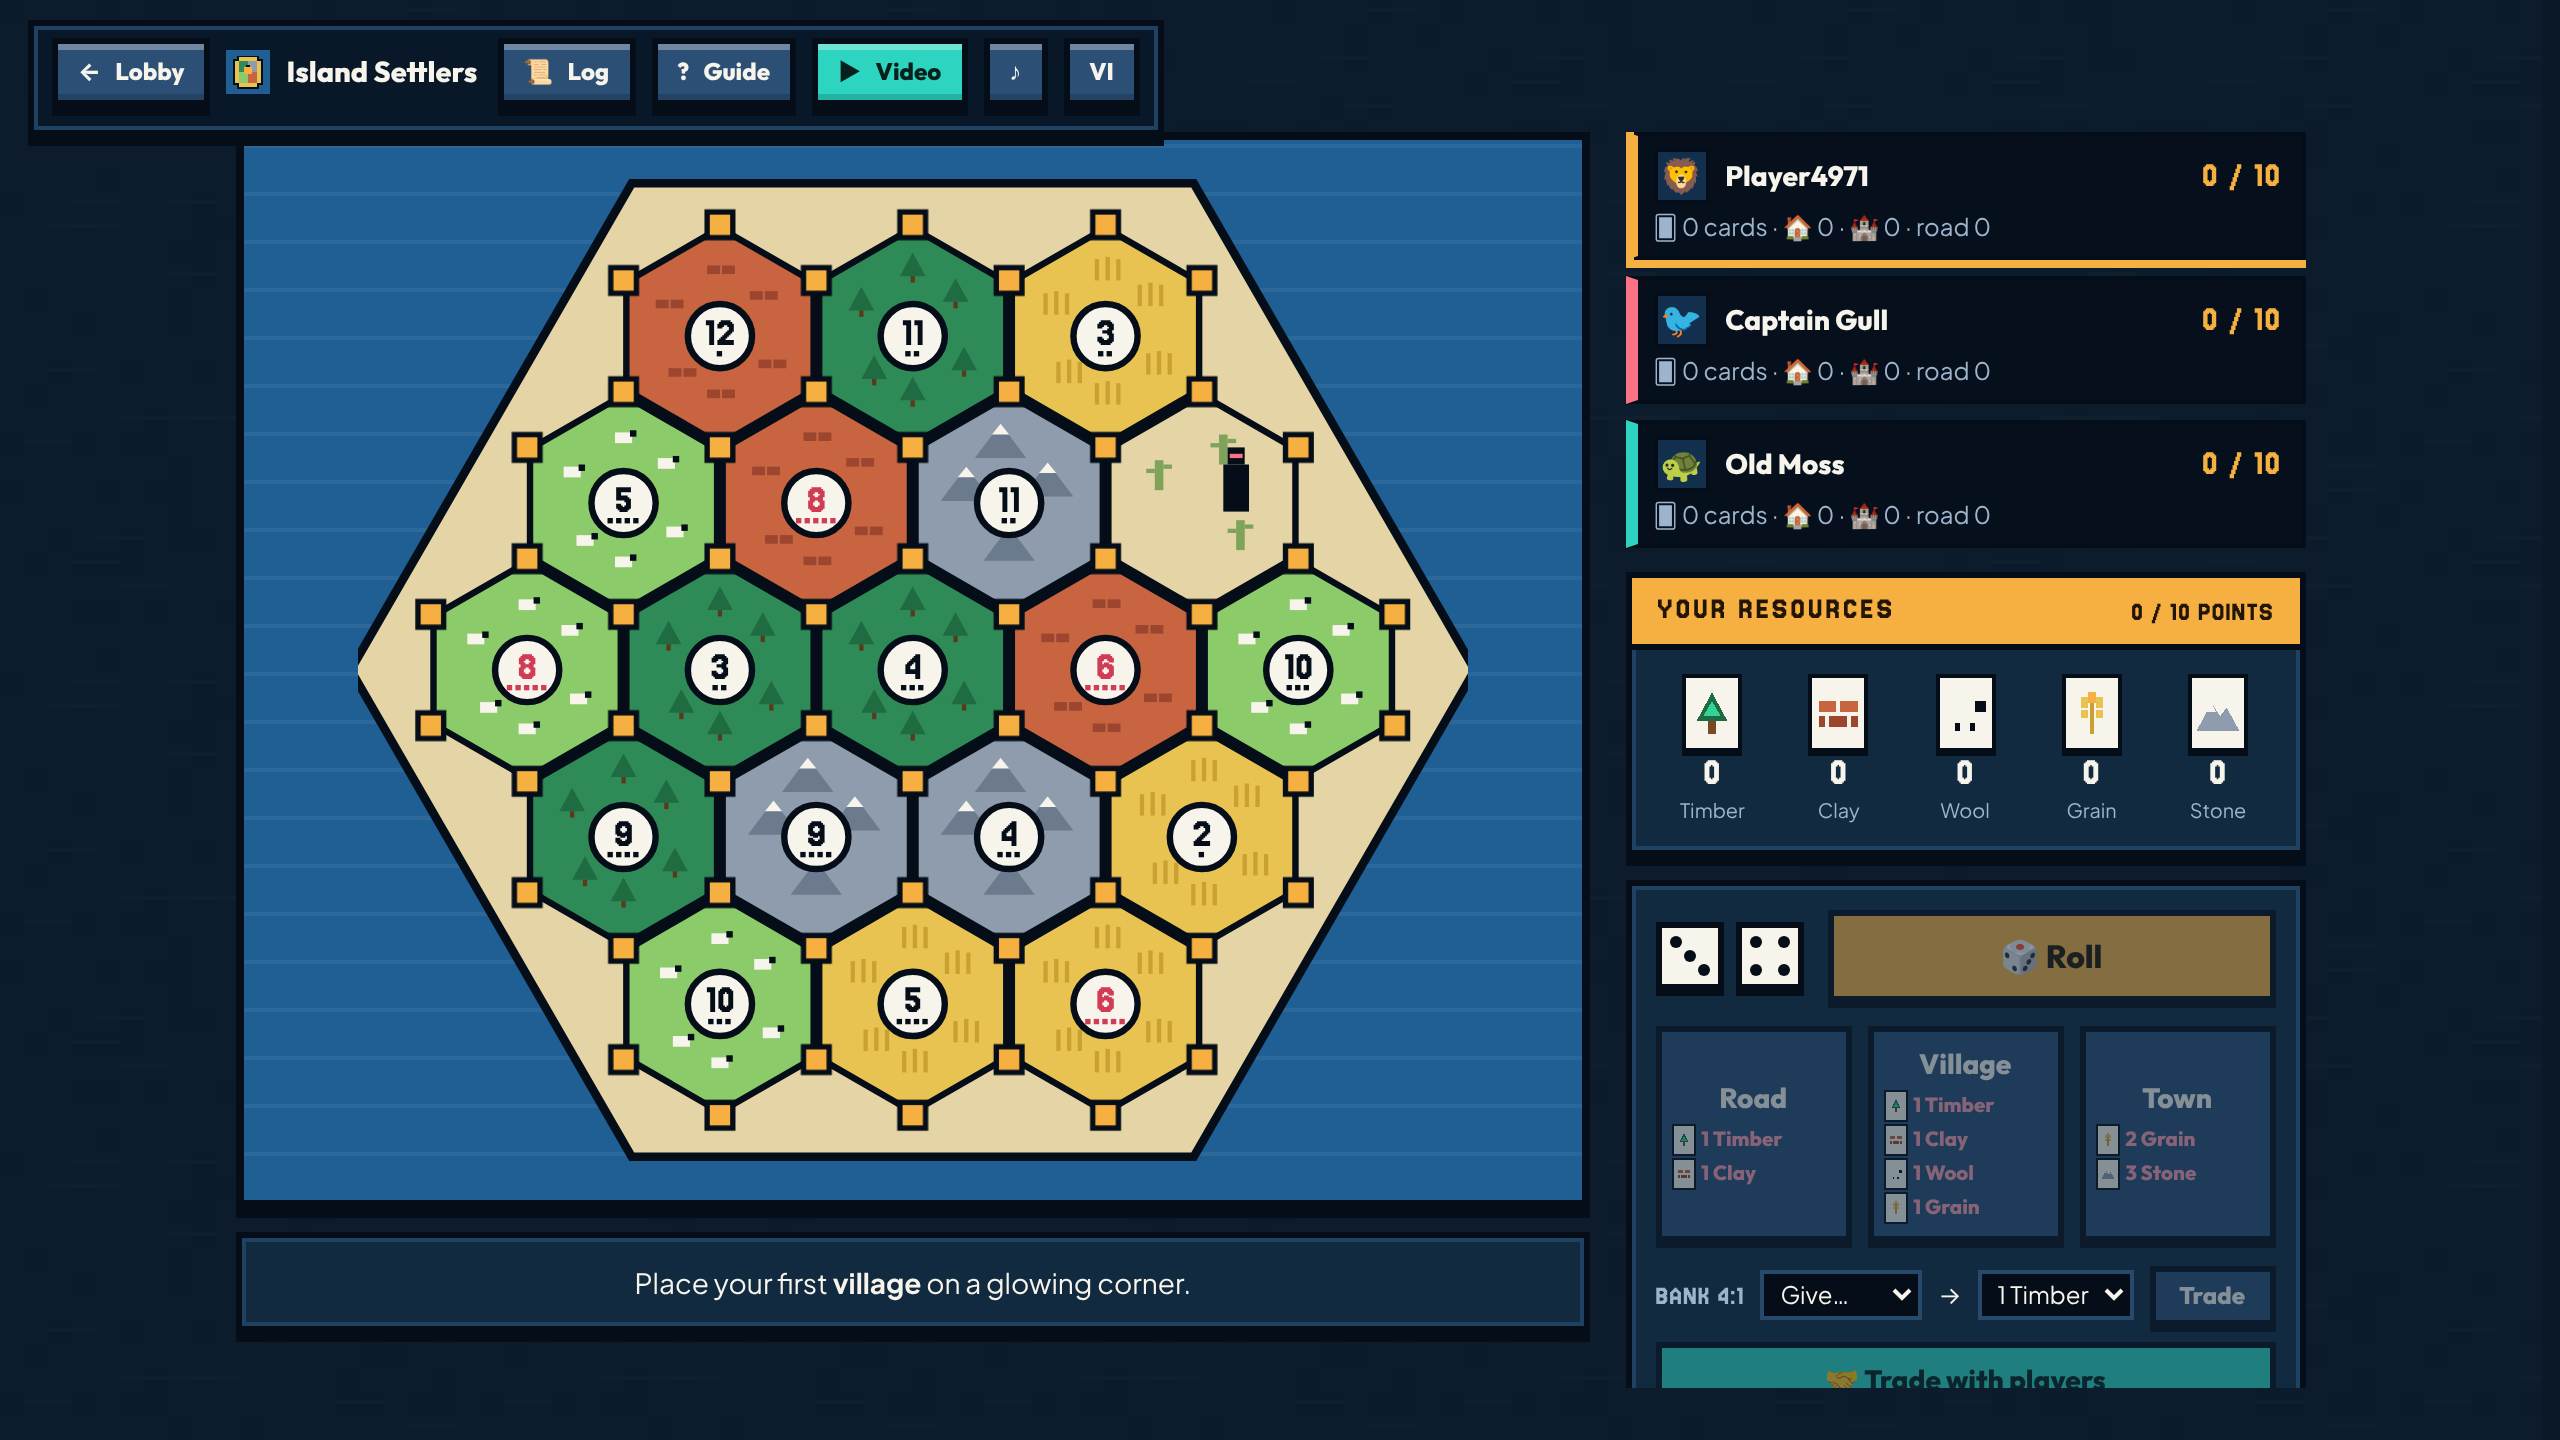 ← Lobby
Island Settlers
Log
? Guide
▶ Video
♪
VI
12
11
3
5
8
11
8
3
4
6
10
9
9
4
2
10
5
6
Place your first village on a glowing corner.
Player4971
0 / 10
0 cards · 0 · 0 · road 0
Captain Gull
0 / 10
0 cards · 0 · 0 · road 0
Old Moss
0 / 10
0 cards · 0 · 0 · road 0
YOUR RESOURCES
0 / 10 POINTS
0
0
0
0
0
Timber
Clay
Wool
Grain
Stone
Roll
Road
1 Timber
1 Clay
Village
1 Timber
1 Clay
1 Wool
1 Grain
Town
2 Grain
3 Stone
BANK 4:1
Give...
→
1 Timber
Trade
Trade with players